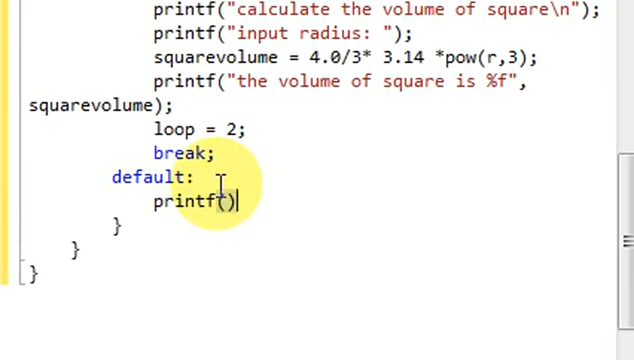 printf("calculate the volume of square\n");
printf("input radius: ");
squarevolume = 4.0/3* 3.14 *pow(r,3);
printf("the volume of square is %f",
squarevolume);
loop = 2;
break;
default:
printf()
}
}
}